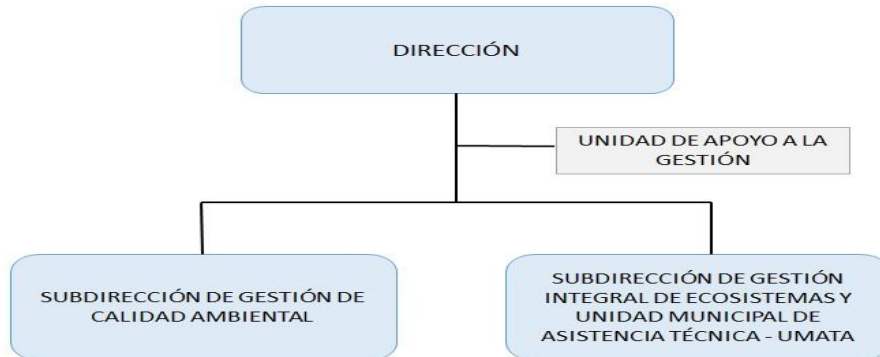 DIRECCIÓN
UNIDAD DE APOYO A LA
GESTIÓN
SUBDIRECCIÓN DE GESTIÓN DE
CALIDAD AMBIENTAL
SUBDIRECCIÓN DE GESTIÓN
INTEGRAL DE ECOSISTEMAS Y
UNIDAD MUNICIPAL DE
ASISTENCIA TÉCNICA - UMATA